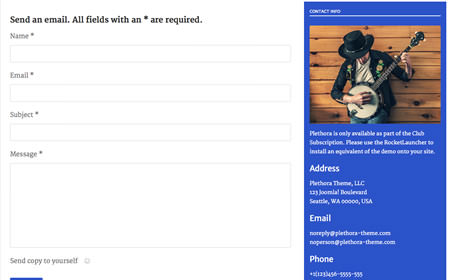 Send an email. All fields with an * are required.
Name *
Email *
Subject *
Message *
Send copy to yourself
CONTACT INFO
Plethora is only available as part of the Club
Subscription. Please use the RocketLauncher to
install an equivalent of the demo onto your site.
Address
Plethora Theme, LLC
123 Joomla! Boulevard
Seattle, WA 00000, USA
Email
noreply@plethora-theme.com
noperson@plethora-theme.com
Phone
+1(123)456-5555-555